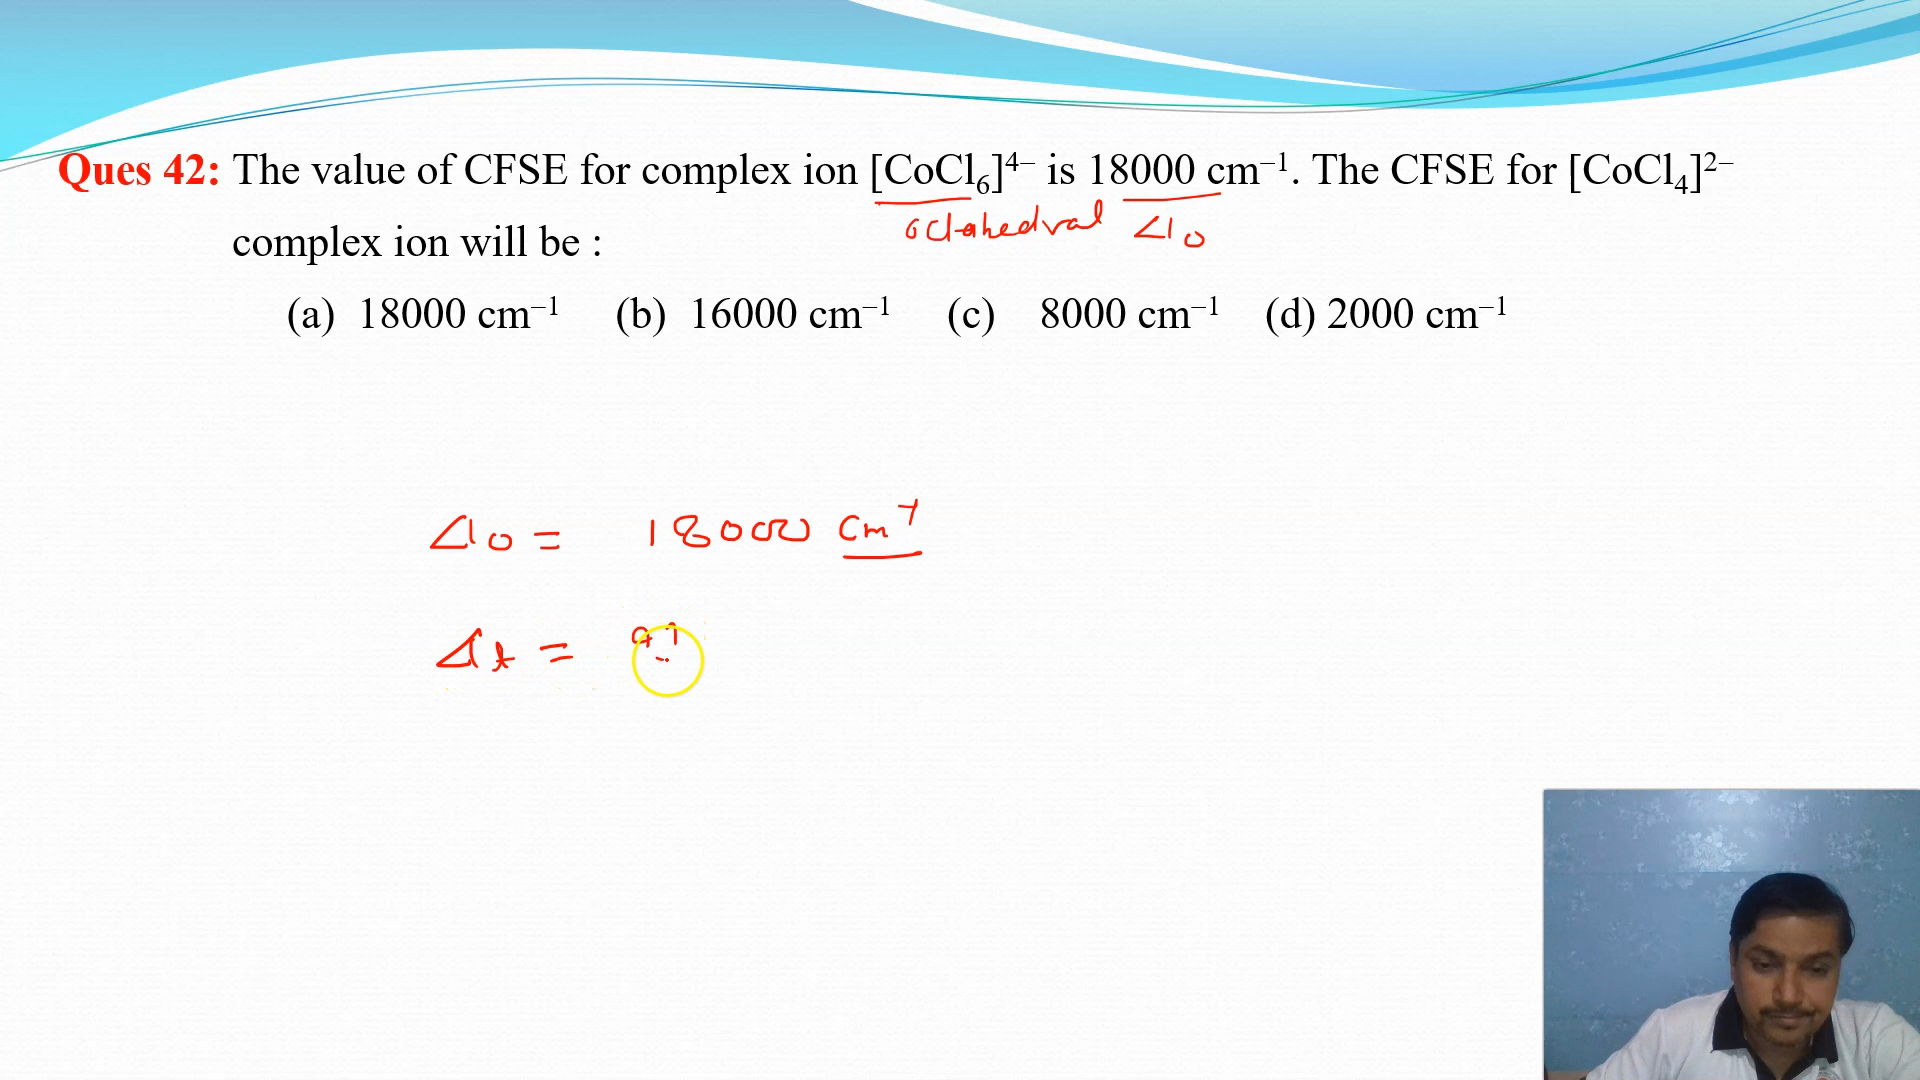 Ques 42: The value of CFSE for complex ion [CoCl₆]⁴⁻ is 18000 cm⁻¹. The CFSE for [CoCl₄]²⁻
octahedral Δo
complex ion will be :
(a) 18000 cm⁻¹ (b) 16000 cm⁻¹ (c) 8000 cm⁻¹ (d) 2000 cm⁻¹
Δo = 18000 cm⁻¹
Δt =